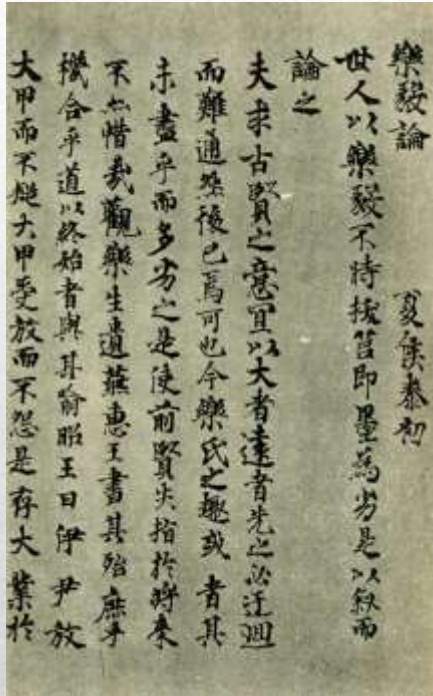 樂毅論 夏侯泰初
世人以樂毅不時拔莒即墨為劣是以叙而
論之
夫求古賢之意宜以大者遠者先之必迂迴
而難通然後已焉可也今樂氏之趣或者其
未盡乎而多劣之是使前賢失指於將來
不亦惜哉觀樂生遺燕惠王書其殆庶乎
機合乎道以終始者與其喻昭王曰伊尹放
大甲而不疑大甲受放而不怨是存大業於